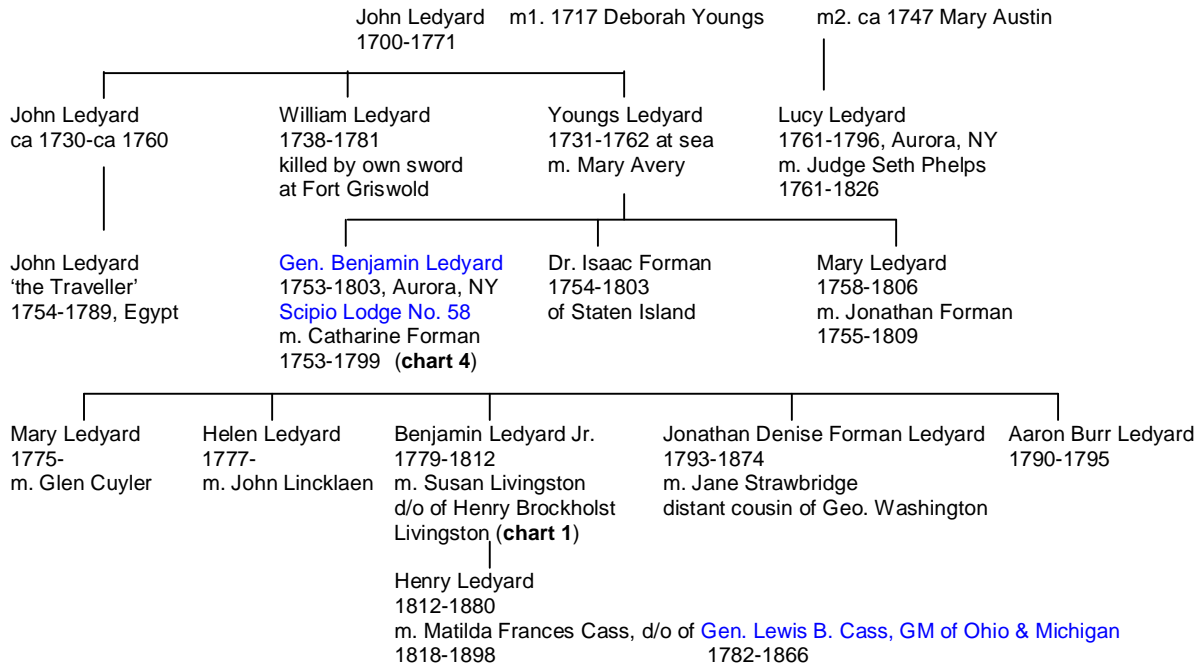 John Ledyard m1. 1717 Deborah Youngs m2. ca 1747 Mary Austin
1700-1771
John Ledyard
ca 1730-ca 1760
William Ledyard
1738-1781
killed by own sword
at Fort Griswold
Youngs Ledyard
1731-1762 at sea
m. Mary Avery
Lucy Ledyard
1761-1796, Aurora, NY
m. Judge Seth Phelps
1761-1826
John Ledyard
‘the Traveller’
1754-1789, Egypt
Gen. Benjamin Ledyard
1753-1803, Aurora, NY
Scipio Lodge No. 58
m. Catharine Forman
1753-1799 (chart 4)
Dr. Isaac Forman
1754-1803
of Staten Island
Mary Ledyard
1758-1806
m. Jonathan Forman
1755-1809
Mary Ledyard
1775-
m. Glen Cuyler
Helen Ledyard
1777-
m. John Lincklaen
Benjamin Ledyard Jr.
1779-1812
m. Susan Livingston
d/o of Henry Brockholst
Livingston (chart 1)
Jonathan Denise Forman Ledyard
1793-1874
m. Jane Strawbridge
distant cousin of Geo. Washington
Aaron Burr Ledyard
1790-1795
Henry Ledyard
1812-1880
m. Matilda Frances Cass, d/o of Gen. Lewis B. Cass, GM of Ohio & Michigan
1818-1898 1782-1866